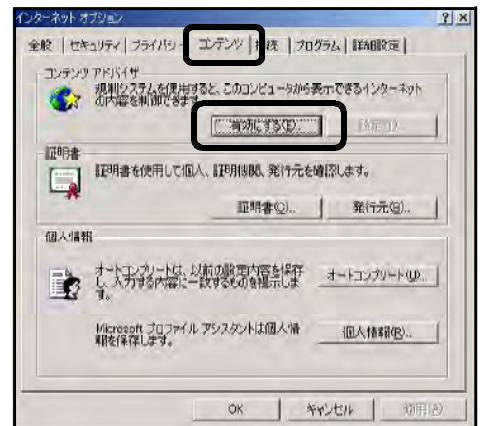 インターネット オプション
全般 セキュリティ プライバシー コンテンツ 接続 プログラム 詳細設定
コンテンツ アドバイザ
規制システムを使用すると、このコンピュータから表示できるインターネット
の内容を制御できます。
有効にする(E)... 設定(T)...
証明書
証明書を使用して個人、証明機関、発行元を確認します。
証明書(C)... 発行元(B)...
個人情報
オートコンプリートは、以前の設定内容を保存
し、入力する内容に一致するものを提示しま
す。
オートコンプリート(U)...
Microsoft プロファイル アシスタントは個人情
報を保存します。
個人情報(R)...
OK キャンセル 適用(A)